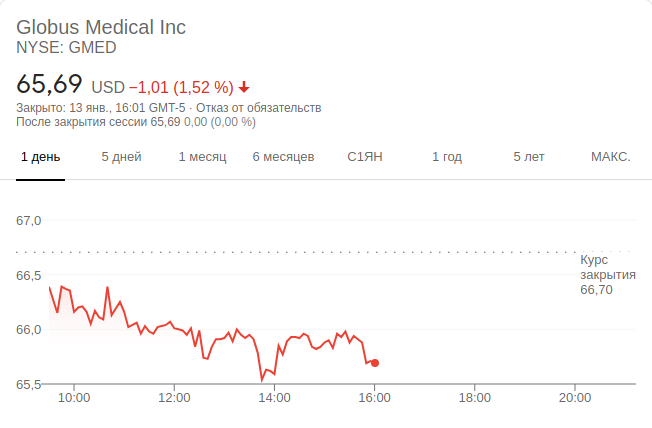 Globus Medical Inc
NYSE: GMED
65,69 USD −1,01 (1,52 %)
Закрыто: 13 янв., 16:01 GMT-5 · Отказ от обязательств
После закрытия сессии 65,69 0,00 (0,00 %)
1 день 5 дней 1 месяц 6 месяцев С1ЯН 1 год 5 лет МАКС.
67,0
Курс
закрытия
66,70
66,5
66,0
65,5
10:00 12:00 14:00 16:00 18:00 20:00